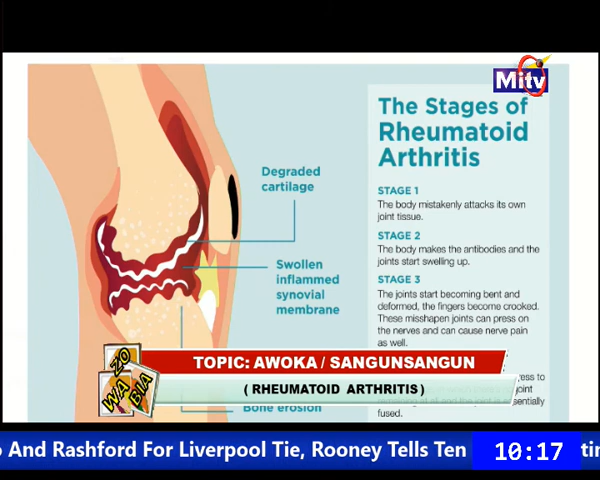 Mitv
The Stages of
Rheumatoid
Arthritis
Degraded
cartilage
Swollen
inflammed
synovial
membrane
Bone erosion
STAGE 1
The body mistakenly attacks its own
joint tissue.
STAGE 2
The body makes the antibodies and the
joints start swelling up.
STAGE 3
The joints start becoming bent and
deformed, the fingers become crooked.
These misshapen joints can press on
the nerves and can cause nerve pain
as well.
to
joint
fused.
ZO
WA
BIA
TOPIC: AWOKA / SANGUNSANGUN
( RHEUMATOID ARTHRITIS )
And Rashford For Liverpool Tie, Rooney Tells Ten
10:17